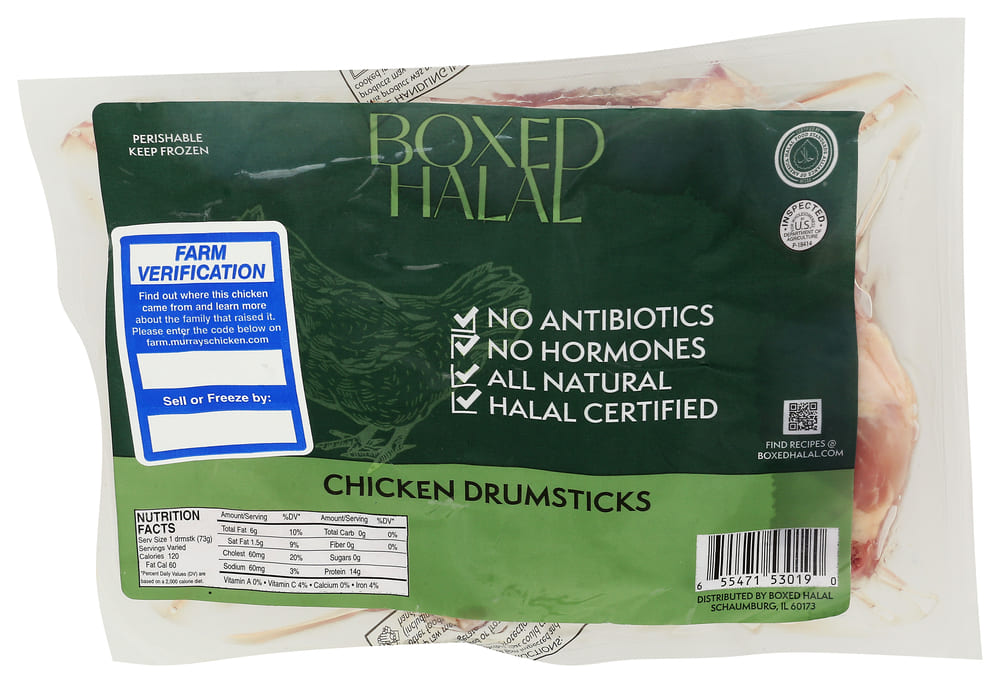 PERISHABLE
KEEP FROZEN
BOXED
HALAL
INSPECTED
U.S.
DEPARTMENT OF
AGRICULTURE
P-18414
FARM
VERIFICATION
Find out where this chicken
came from and learn more
about the family that raised it.
Please enter the code below on
farm.murrayschicken.com
Sell or Freeze by:
NO ANTIBIOTICS
NO HORMONES
ALL NATURAL
HALAL CERTIFIED
FIND RECIPES @
BOXEDHALAL.COM
CHICKEN DRUMSTICKS
NUTRITION
FACTS
Serv Size 1 drmstk (73g)
Servings Varied
Calories 120
Fat Cal 60
*Percent Daily Values (DV) are
based on a 2,000 calorie diet.
Amount/Serving %DV* Amount/Serving %DV*
Total Fat 6g 10% Total Carb 0g 0%
Sat Fat 1.5g 9% Fiber 0g 0%
Cholest 60mg 20% Sugars 0g
Sodium 60mg 3% Protein 14g
Vitamin A 0% • Vitamin C 4% • Calcium 0% • Iron 4%
6 55471 53019 0
DISTRIBUTED BY BOXED HALAL
SCHAUMBURG, IL 60173